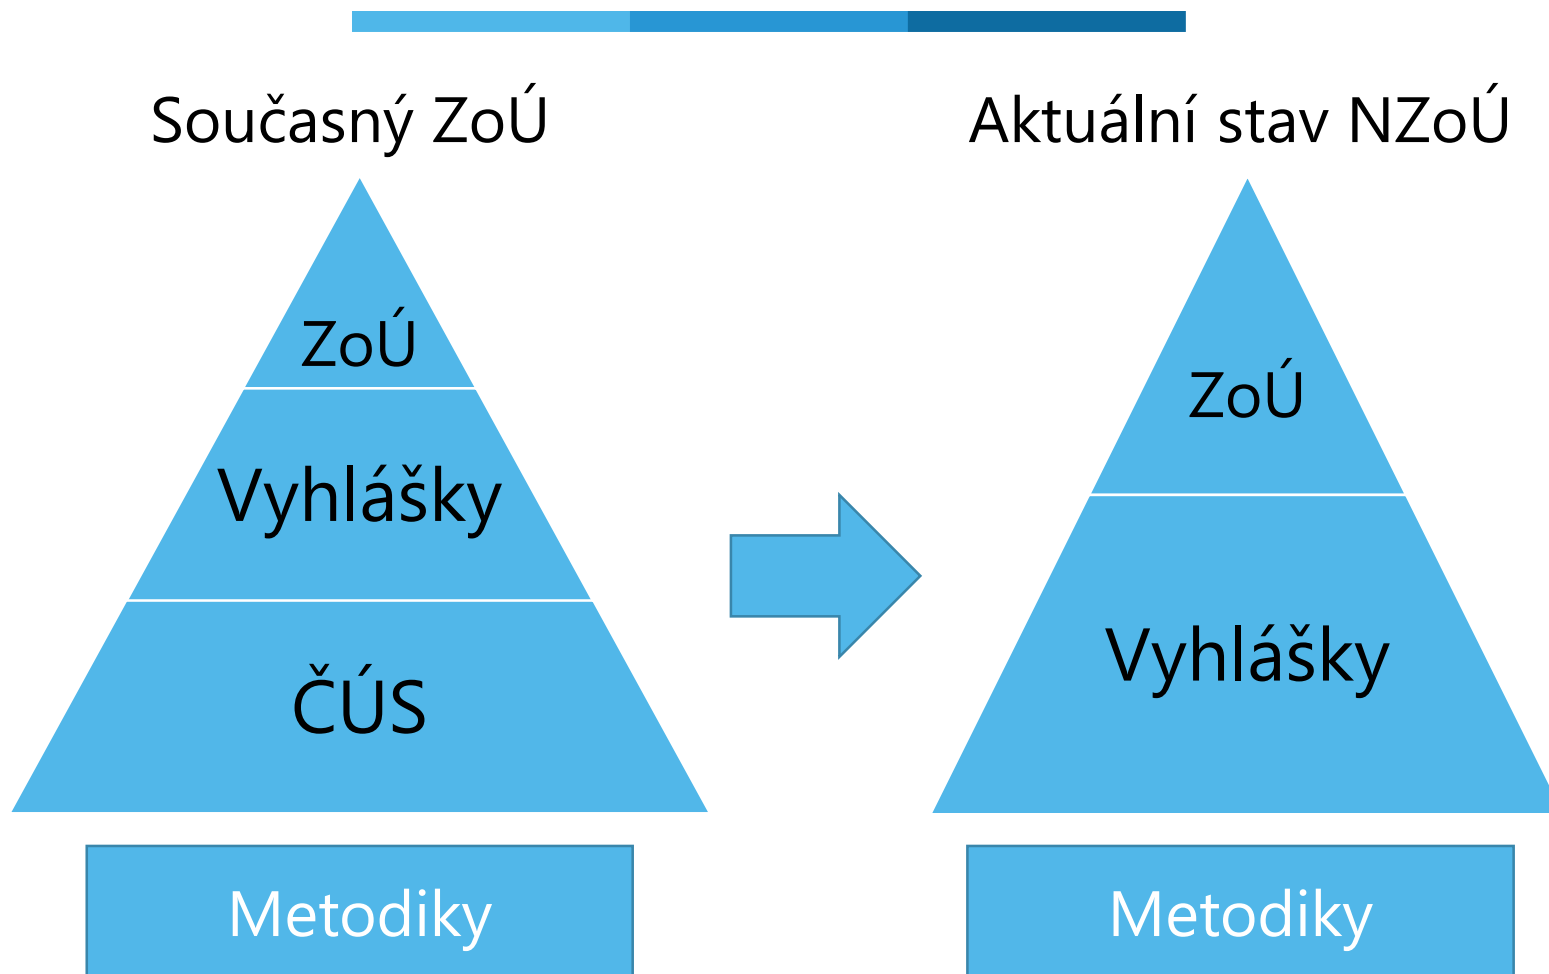 Současný ZoÚ
ZoÚ
Vyhlášky
ČÚS
Metodiky
Aktuální stav NZoÚ
ZoÚ
Vyhlášky
Metodiky